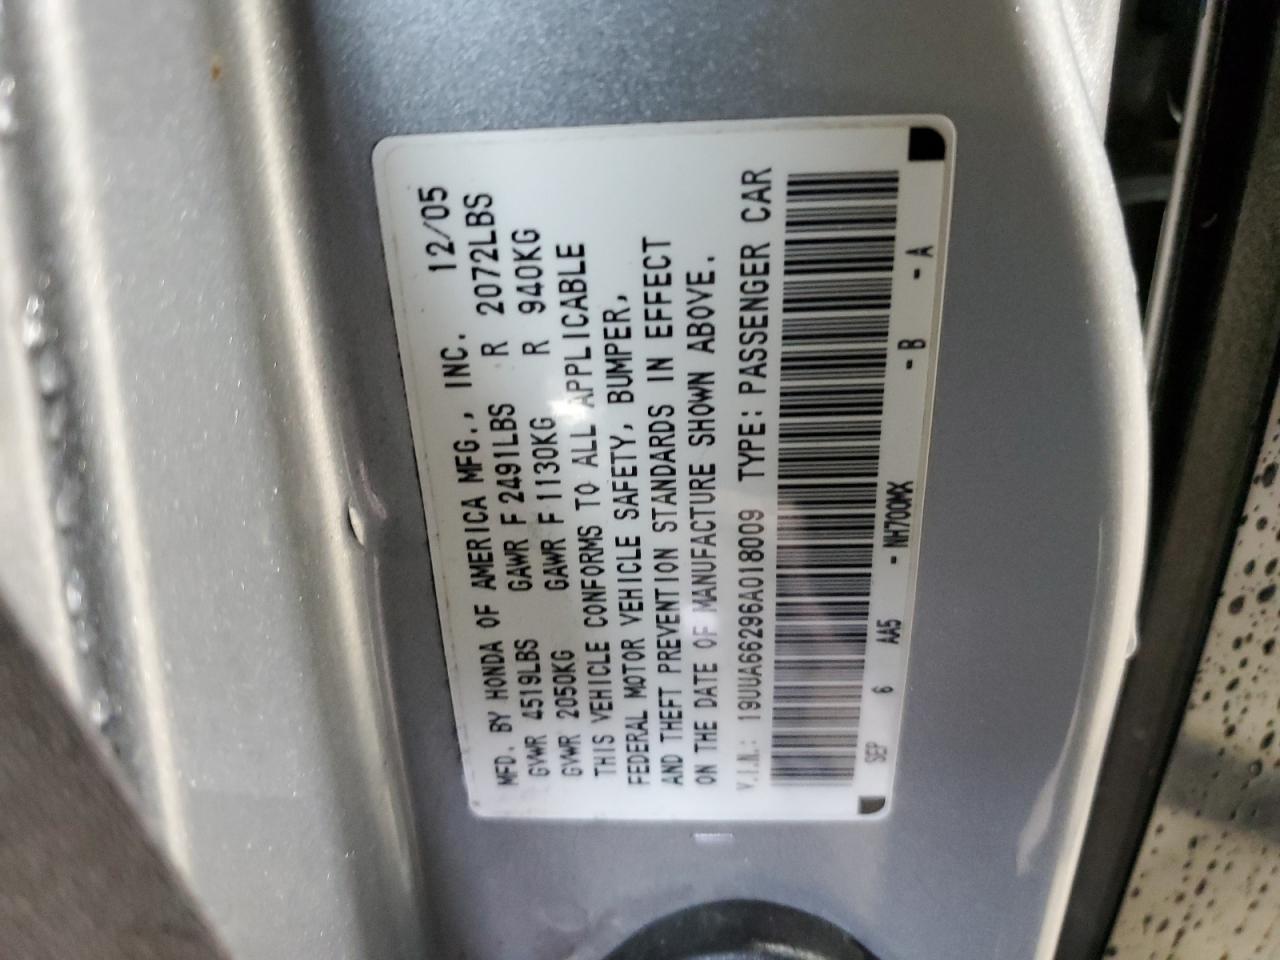 MFD. BY HONDA OF AMERICA MFG., INC. 12/05
GVWR 4519LBS GAWR F 2491LBS R 2072LBS
GVWR 2050KG GAWR F 1130KG R 940KG
THIS VEHICLE CONFORMS TO ALL APPLICABLE
FEDERAL MOTOR VEHICLE SAFETY, BUMPER,
AND THEFT PREVENTION STANDARDS IN EFFECT
ON THE DATE OF MANUFACTURE SHOWN ABOVE.
V.I.N.: 19UUA66296A018009 TYPE: PASSENGER CAR
SEP 6 AA5 - NH700MX - B - A